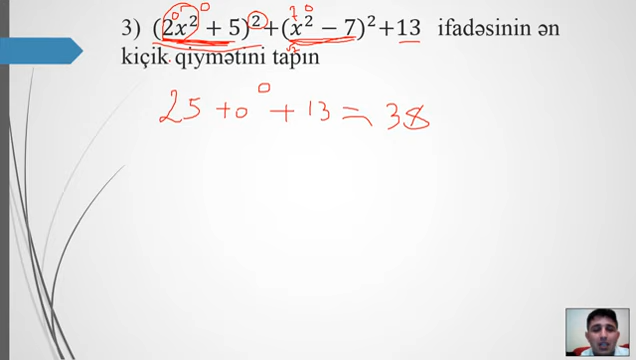 3) (2x² + 5)² + (x² − 7)² + 13 ifadəsinin ən
kiçik qiymətini tapın
25 + 0 + 13 = 38